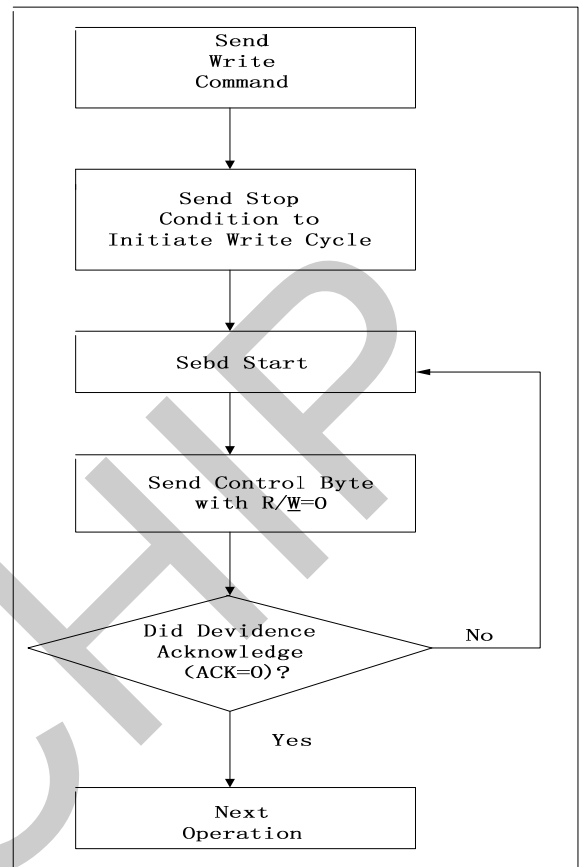 Send
Write
Command
Send Stop
Condition to
Initiate Write Cycle
Sebd Start
Send Control Byte
with R/W=0
Did Devidence
Acknowledge
(ACK=0)?
No
Yes
Next
Operation
CHIP